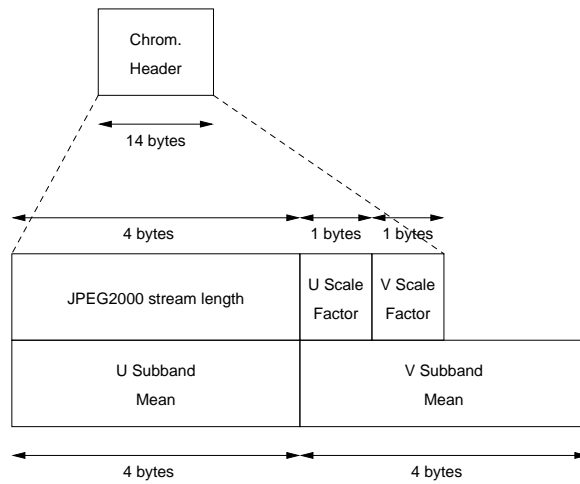 Chrom.
Header
14 bytes
4 bytes
1 bytes
1 bytes
JPEG2000 stream length
U Scale
Factor
V Scale
Factor
U Subband
Mean
V Subband
Mean
4 bytes
4 bytes